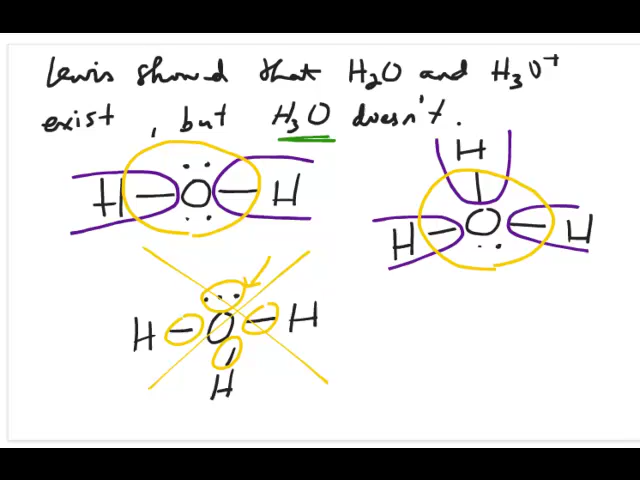 Lewis showed that H₂O and H₃O⁺
exist, but H₃O doesn't.
H
H – O – H
H – O – H
H – O – H
H